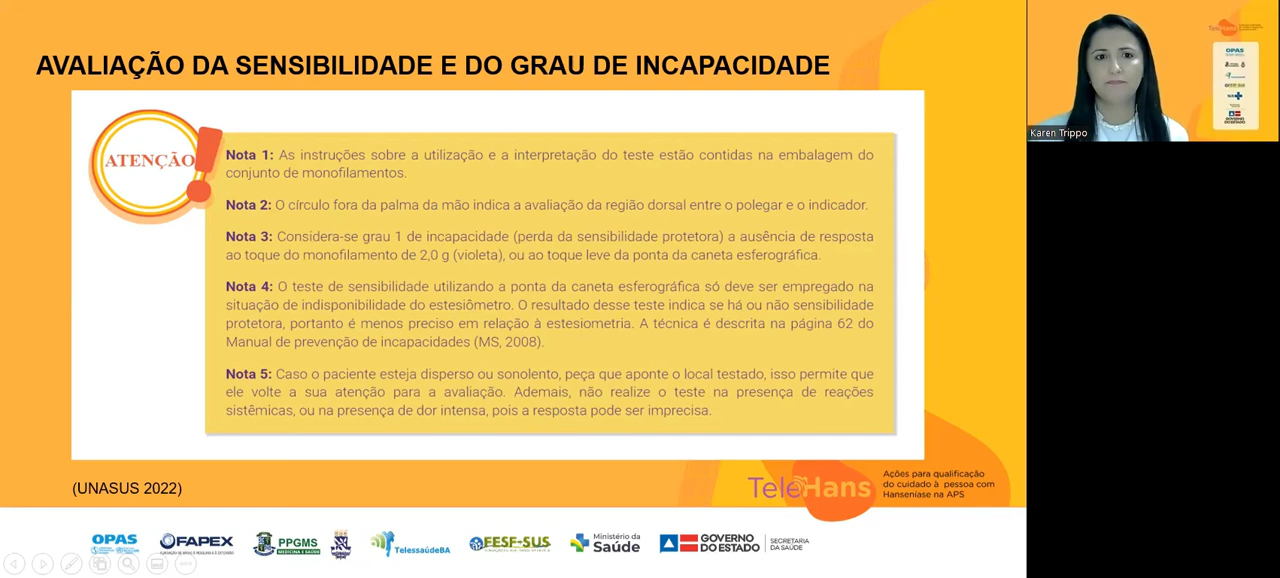 AVALIAÇÃO DA SENSIBILIDADE E DO GRAU DE INCAPACIDADE
ATENÇÃO
Nota 1: As instruções sobre a utilização e a interpretação do teste estão contidas na embalagem do
conjunto de monofilamentos.
Nota 2: O círculo fora da palma da mão indica a avaliação da região dorsal entre o polegar e o indicador.
Nota 3: Considera-se grau 1 de incapacidade (perda da sensibilidade protetora) a ausência de resposta
ao toque do monofilamento de 2,0 g (violeta), ou ao toque leve da ponta da caneta esferográfica.
Nota 4: O teste de sensibilidade utilizando a ponta da caneta esferográfica só deve ser empregado na
situação de indisponibilidade do estesiômetro. O resultado desse teste indica se há ou não sensibilidade
protetora, portanto é menos preciso em relação à estesiometria. A técnica é descrita na página 62 do
Manual de prevenção de incapacidades (MS, 2008).
Nota 5: Caso o paciente esteja disperso ou sonolento, peça que aponte o local testado, isso permite que
ele volte a sua atenção para a avaliação. Ademais, não realize o teste na presença de reações
sistêmicas, ou na presença de dor intensa, pois a resposta pode ser imprecisa.
(UNASUS 2022)
TeleHans
Ações para qualificação
do cuidado à pessoa com
Hanseníase na APS
OPAS
FAPEX
PPGMS
MEDICINA E SAÚDE
TelessaúdeBA
FESF-SUS
Ministério da
Saúde
GOVERNO
DO ESTADO
SECRETARIA
DA SAÚDE
Karen Trippo
TeleHans
OPAS
FESF-SUS
GOVERNO
DO ESTADO